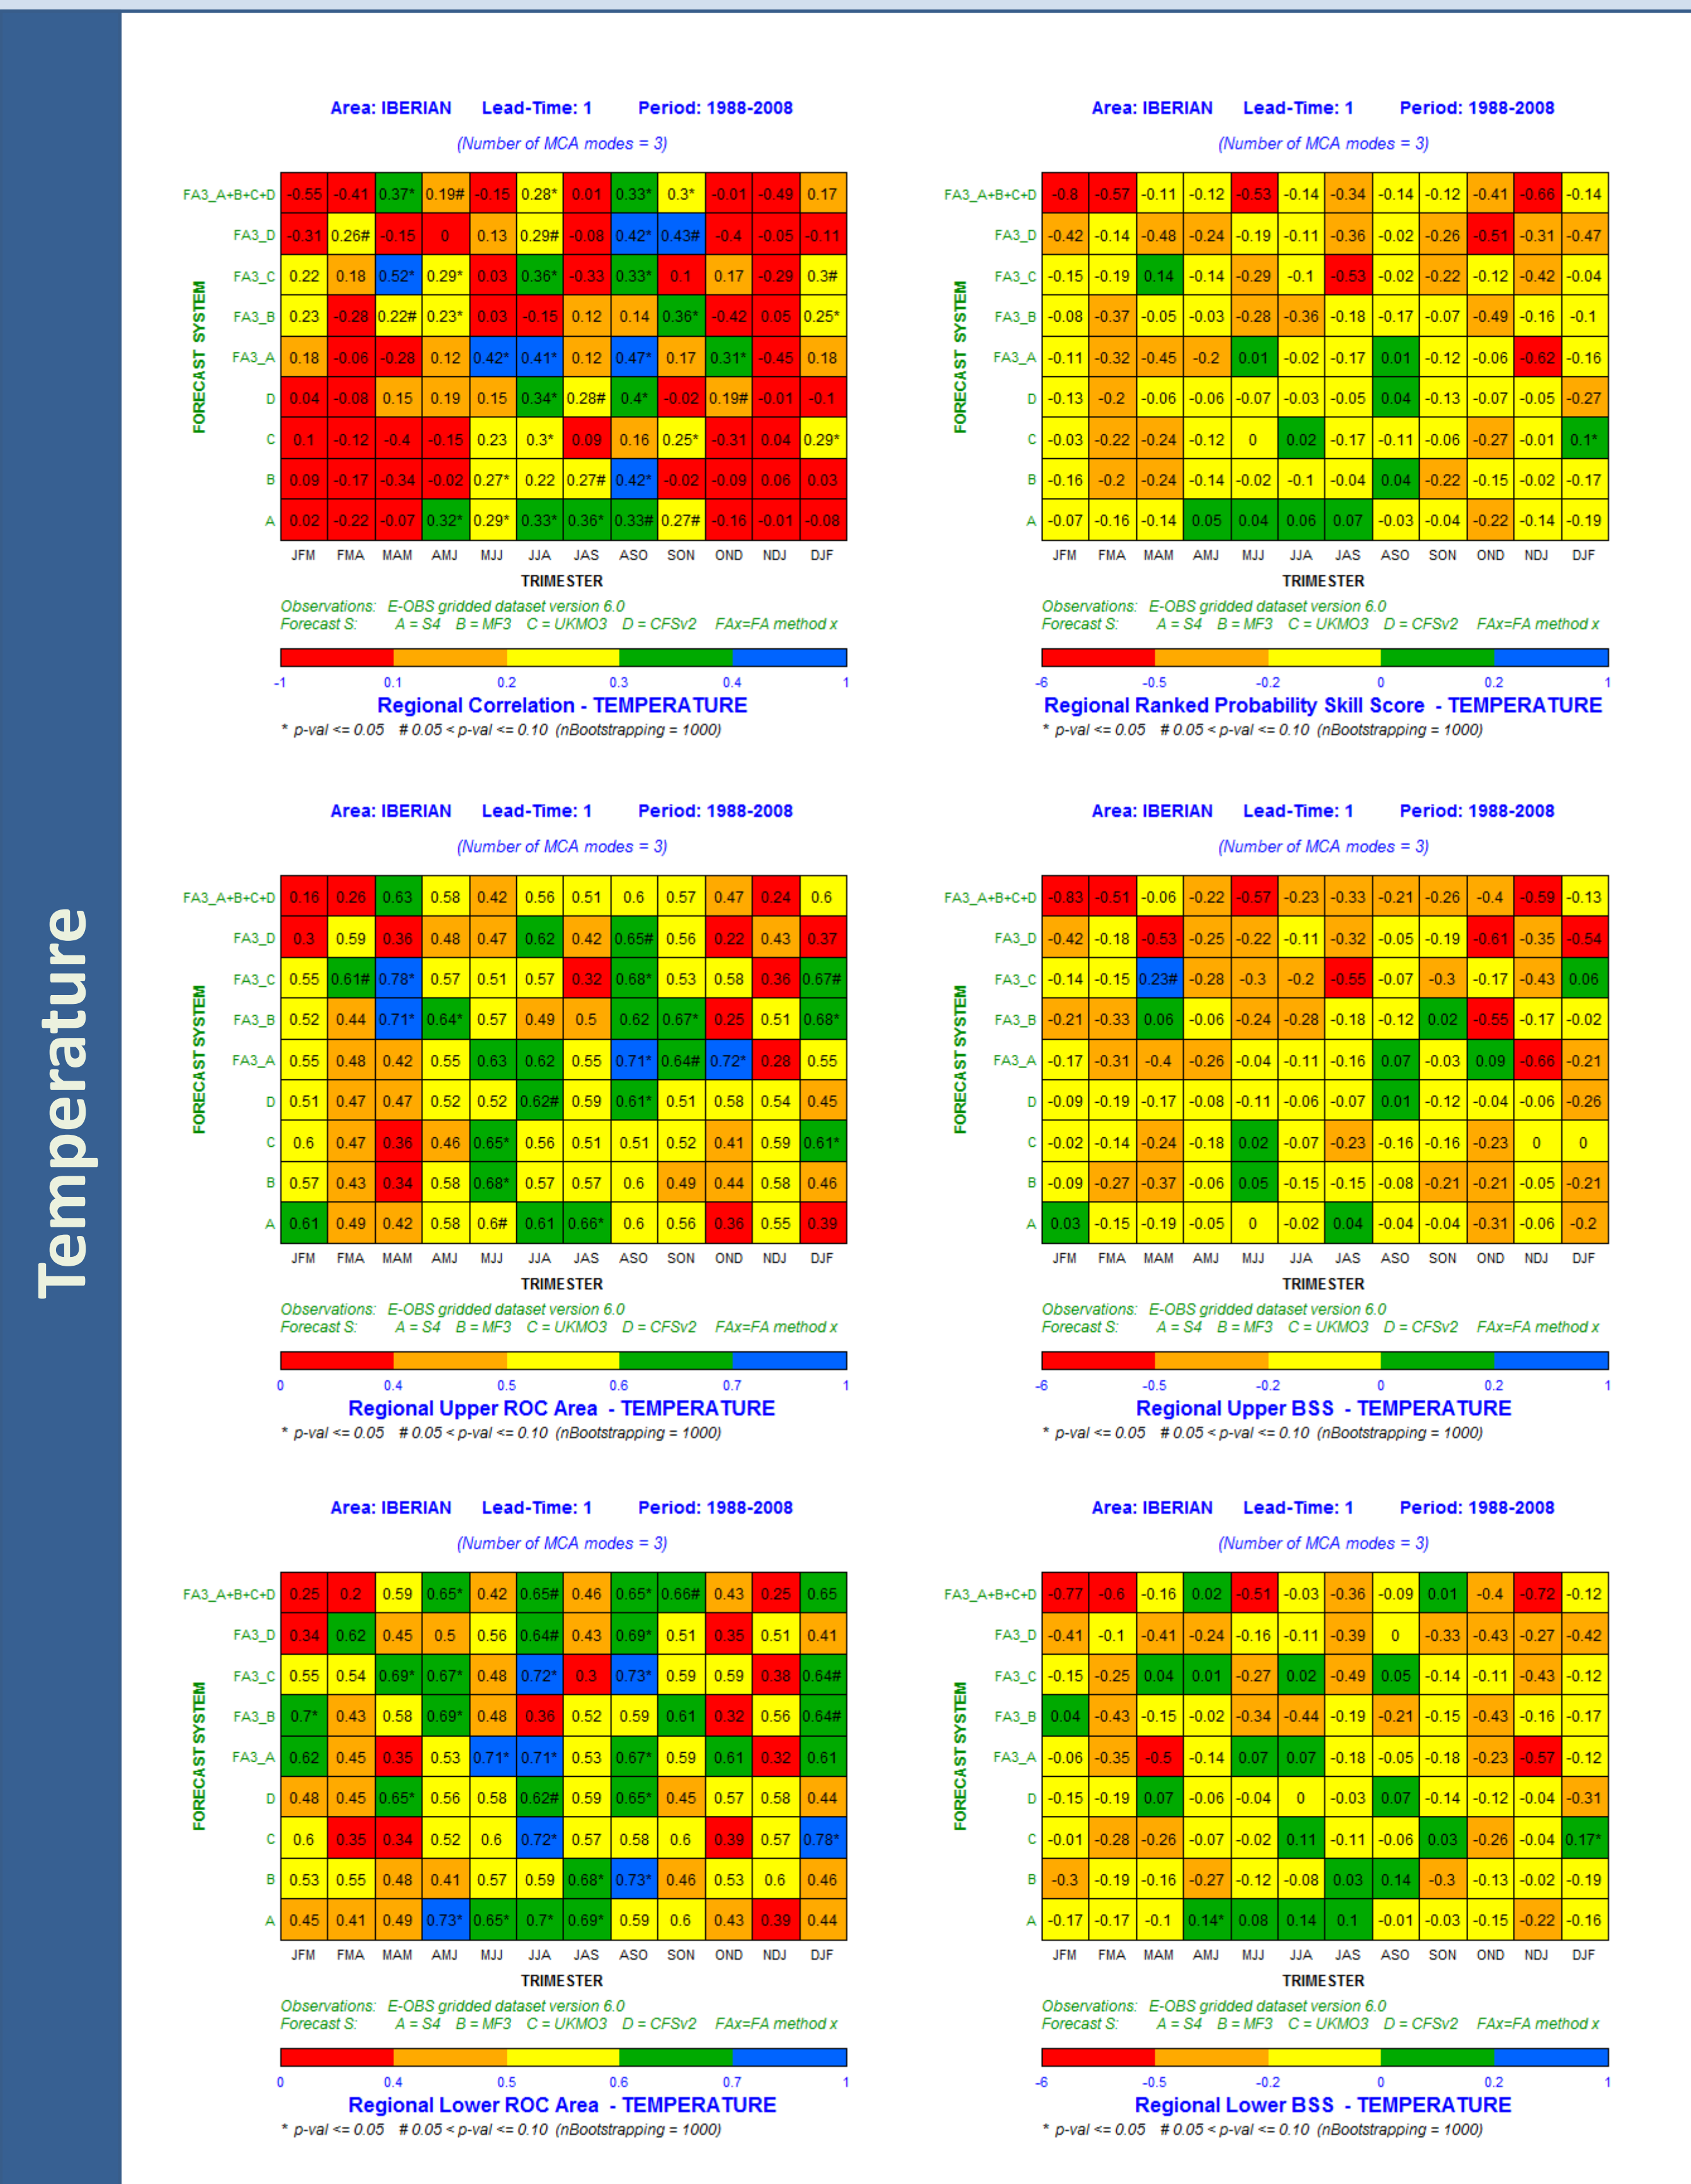 Temperature
Area: IBERIAN Lead-Time: 1 Period: 1988-2008
(Number of MCA modes = 3)
FORECAST SYSTEM
FA3_A+B+C+D -0.55 -0.41 0.37* 0.19# -0.15 0.28* 0.01 0.33* 0.3* -0.01 -0.49 0.17
FA3_D -0.31 0.26# -0.15 0 0.13 0.29# -0.08 0.42* 0.43# -0.4 -0.05 -0.11
FA3_C 0.22 0.18 0.52* 0.29* 0.03 0.36* -0.33 0.33* 0.1 0.17 -0.29 0.3#
FA3_B 0.23 -0.28 0.22# 0.23* 0.03 -0.15 0.12 0.14 0.36* -0.42 0.05 0.25*
FA3_A 0.18 -0.06 -0.28 0.12 0.42* 0.41* 0.12 0.47* 0.17 0.31* -0.45 0.18
D 0.04 -0.08 0.15 0.19 0.15 0.34* 0.28# 0.4* -0.02 0.19# -0.01 -0.1
C 0.1 -0.12 -0.4 -0.15 0.23 0.3* 0.09 0.16 0.25* -0.31 0.04 0.29*
B 0.09 -0.17 -0.34 -0.02 0.27* 0.22 0.27# 0.42* -0.02 -0.09 0.06 0.03
A 0.02 -0.22 -0.07 0.32* 0.29* 0.33* 0.36* 0.33# 0.27# -0.16 -0.01 -0.08
JFM FMA MAM AMJ MJJ JJA JAS ASO SON OND NDJ DJF
TRIMESTER
Observations: E-OBS gridded dataset version 6.0
Forecast S: A = S4 B = MF3 C = UKMO3 D = CFSv2 FAx=FA method x
-1 0.1 0.2 0.3 0.4 1
Regional Correlation - TEMPERATURE
* p-val <= 0.05 # 0.05 < p-val <= 0.10 (nBootstrapping = 1000)
Area: IBERIAN Lead-Time: 1 Period: 1988-2008
(Number of MCA modes = 3)
FORECAST SYSTEM
FA3_A+B+C+D -0.8 -0.57 -0.11 -0.12 -0.53 -0.14 -0.34 -0.14 -0.12 -0.41 -0.66 -0.14
FA3_D -0.42 -0.14 -0.48 -0.24 -0.19 -0.11 -0.36 -0.02 -0.26 -0.51 -0.31 -0.47
FA3_C -0.15 -0.19 0.14 -0.14 -0.29 -0.1 -0.53 -0.02 -0.22 -0.12 -0.42 -0.04
FA3_B -0.08 -0.37 -0.05 -0.03 -0.28 -0.36 -0.18 -0.17 -0.07 -0.49 -0.16 -0.1
FA3_A -0.11 -0.32 -0.45 -0.2 0.01 -0.02 -0.17 0.01 -0.12 -0.06 -0.62 -0.16
D -0.13 -0.2 -0.06 -0.06 -0.07 -0.03 -0.05 0.04 -0.13 -0.07 -0.05 -0.27
C -0.03 -0.22 -0.24 -0.12 0 0.02 -0.17 -0.11 -0.06 -0.27 -0.01 0.1*
B -0.16 -0.2 -0.24 -0.14 -0.02 -0.1 -0.04 0.04 -0.22 -0.15 -0.02 -0.17
A -0.07 -0.16 -0.14 0.05 0.04 0.06 0.07 -0.03 -0.04 -0.22 -0.14 -0.19
JFM FMA MAM AMJ MJJ JJA JAS ASO SON OND NDJ DJF
TRIMESTER
Observations: E-OBS gridded dataset version 6.0
Forecast S: A = S4 B = MF3 C = UKMO3 D = CFSv2 FAx=FA method x
-6 -0.5 -0.2 0 0.2 1
Regional Ranked Probability Skill Score - TEMPERATURE
* p-val <= 0.05 # 0.05 < p-val <= 0.10 (nBootstrapping = 1000)
Area: IBERIAN Lead-Time: 1 Period: 1988-2008
(Number of MCA modes = 3)
FORECAST SYSTEM
FA3_A+B+C+D 0.16 0.26 0.63 0.58 0.42 0.56 0.51 0.6 0.57 0.47 0.24 0.6
FA3_D 0.3 0.59 0.36 0.48 0.47 0.62 0.42 0.65# 0.56 0.22 0.43 0.37
FA3_C 0.55 0.61# 0.78* 0.57 0.51 0.57 0.32 0.68* 0.53 0.58 0.36 0.67#
FA3_B 0.52 0.44 0.71* 0.64* 0.57 0.49 0.5 0.62 0.67* 0.25 0.51 0.68*
FA3_A 0.55 0.48 0.42 0.55 0.63 0.62 0.55 0.71* 0.64# 0.72* 0.28 0.55
D 0.51 0.47 0.47 0.52 0.52 0.62# 0.59 0.61* 0.51 0.58 0.54 0.45
C 0.6 0.47 0.36 0.46 0.65* 0.56 0.51 0.51 0.52 0.41 0.59 0.61*
B 0.57 0.43 0.34 0.58 0.68* 0.57 0.57 0.6 0.49 0.44 0.58 0.46
A 0.61 0.49 0.42 0.58 0.6# 0.61 0.66* 0.6 0.56 0.36 0.55 0.39
JFM FMA MAM AMJ MJJ JJA JAS ASO SON OND NDJ DJF
TRIMESTER
Observations: E-OBS gridded dataset version 6.0
Forecast S: A = S4 B = MF3 C = UKMO3 D = CFSv2 FAx=FA method x
0 0.4 0.5 0.6 0.7 1
Regional Upper ROC Area - TEMPERATURE
* p-val <= 0.05 # 0.05 < p-val <= 0.10 (nBootstrapping = 1000)
Area: IBERIAN Lead-Time: 1 Period: 1988-2008
(Number of MCA modes = 3)
FORECAST SYSTEM
FA3_A+B+C+D -0.83 -0.51 -0.06 -0.22 -0.57 -0.23 -0.33 -0.21 -0.26 -0.4 -0.59 -0.13
FA3_D -0.42 -0.18 -0.53 -0.25 -0.22 -0.11 -0.32 -0.05 -0.19 -0.61 -0.35 -0.54
FA3_C -0.14 -0.15 0.23# -0.28 -0.3 -0.2 -0.55 -0.07 -0.3 -0.17 -0.43 0.06
FA3_B -0.21 -0.33 0.06 -0.06 -0.24 -0.28 -0.18 -0.12 0.02 -0.55 -0.17 -0.02
FA3_A -0.17 -0.31 -0.4 -0.26 -0.04 -0.11 -0.16 0.07 -0.03 0.09 -0.66 -0.21
D -0.09 -0.19 -0.17 -0.08 -0.11 -0.06 -0.07 0.01 -0.12 -0.04 -0.06 -0.26
C -0.02 -0.14 -0.24 -0.18 0.02 -0.07 -0.23 -0.16 -0.16 -0.23 0 0
B -0.09 -0.27 -0.37 -0.06 0.05 -0.15 -0.15 -0.08 -0.21 -0.21 -0.05 -0.21
A 0.03 -0.15 -0.19 -0.05 0 -0.02 0.04 -0.04 -0.04 -0.31 -0.06 -0.2
JFM FMA MAM AMJ MJJ JJA JAS ASO SON OND NDJ DJF
TRIMESTER
Observations: E-OBS gridded dataset version 6.0
Forecast S: A = S4 B = MF3 C = UKMO3 D = CFSv2 FAx=FA method x
-6 -0.5 -0.2 0 0.2 1
Regional Upper BSS - TEMPERATURE
* p-val <= 0.05 # 0.05 < p-val <= 0.10 (nBootstrapping = 1000)
Area: IBERIAN Lead-Time: 1 Period: 1988-2008
(Number of MCA modes = 3)
FORECAST SYSTEM
FA3_A+B+C+D 0.25 0.2 0.59 0.65* 0.42 0.65# 0.46 0.65* 0.66# 0.43 0.25 0.65
FA3_D 0.34 0.62 0.45 0.5 0.56 0.64# 0.43 0.69* 0.51 0.35 0.51 0.41
FA3_C 0.55 0.54 0.69* 0.67* 0.48 0.72* 0.3 0.73* 0.59 0.59 0.38 0.64#
FA3_B 0.7* 0.43 0.58 0.69* 0.48 0.36 0.52 0.59 0.61 0.32 0.56 0.64#
FA3_A 0.62 0.45 0.35 0.53 0.71* 0.71* 0.53 0.67* 0.59 0.61 0.32 0.61
D 0.48 0.45 0.65* 0.56 0.58 0.62# 0.59 0.65* 0.45 0.57 0.58 0.44
C 0.6 0.35 0.34 0.52 0.6 0.72* 0.57 0.58 0.6 0.39 0.57 0.78*
B 0.53 0.55 0.48 0.41 0.57 0.59 0.68* 0.73* 0.46 0.53 0.6 0.46
A 0.45 0.41 0.49 0.73* 0.65* 0.7* 0.69* 0.59 0.6 0.43 0.39 0.44
JFM FMA MAM AMJ MJJ JJA JAS ASO SON OND NDJ DJF
TRIMESTER
Observations: E-OBS gridded dataset version 6.0
Forecast S: A = S4 B = MF3 C = UKMO3 D = CFSv2 FAx=FA method x
0 0.4 0.5 0.6 0.7 1
Regional Lower ROC Area - TEMPERATURE
* p-val <= 0.05 # 0.05 < p-val <= 0.10 (nBootstrapping = 1000)
Area: IBERIAN Lead-Time: 1 Period: 1988-2008
(Number of MCA modes = 3)
FORECAST SYSTEM
FA3_A+B+C+D -0.77 -0.6 -0.16 0.02 -0.51 -0.03 -0.36 -0.09 0.01 -0.4 -0.72 -0.12
FA3_D -0.41 -0.1 -0.41 -0.24 -0.16 -0.11 -0.39 0 -0.33 -0.43 -0.27 -0.42
FA3_C -0.15 -0.25 0.04 0.01 -0.27 0.02 -0.49 0.05 -0.14 -0.11 -0.43 -0.12
FA3_B 0.04 -0.43 -0.15 -0.02 -0.34 -0.44 -0.19 -0.21 -0.15 -0.43 -0.16 -0.17
FA3_A -0.06 -0.35 -0.5 -0.14 0.07 0.07 -0.18 -0.05 -0.18 -0.23 -0.57 -0.12
D -0.15 -0.19 0.07 -0.06 -0.04 0 -0.03 0.07 -0.14 -0.12 -0.04 -0.31
C -0.01 -0.28 -0.26 -0.07 -0.02 0.11 -0.11 -0.06 0.03 -0.26 -0.04 0.17*
B -0.3 -0.19 -0.16 -0.27 -0.12 -0.08 0.03 0.14 -0.3 -0.13 -0.02 -0.19
A -0.17 -0.17 -0.1 0.14* 0.08 0.14 0.1 -0.01 -0.03 -0.15 -0.22 -0.16
JFM FMA MAM AMJ MJJ JJA JAS ASO SON OND NDJ DJF
TRIMESTER
Observations: E-OBS gridded dataset version 6.0
Forecast S: A = S4 B = MF3 C = UKMO3 D = CFSv2 FAx=FA method x
-6 -0.5 -0.2 0 0.2 1
Regional Lower BSS - TEMPERATURE
* p-val <= 0.05 # 0.05 < p-val <= 0.10 (nBootstrapping = 1000)